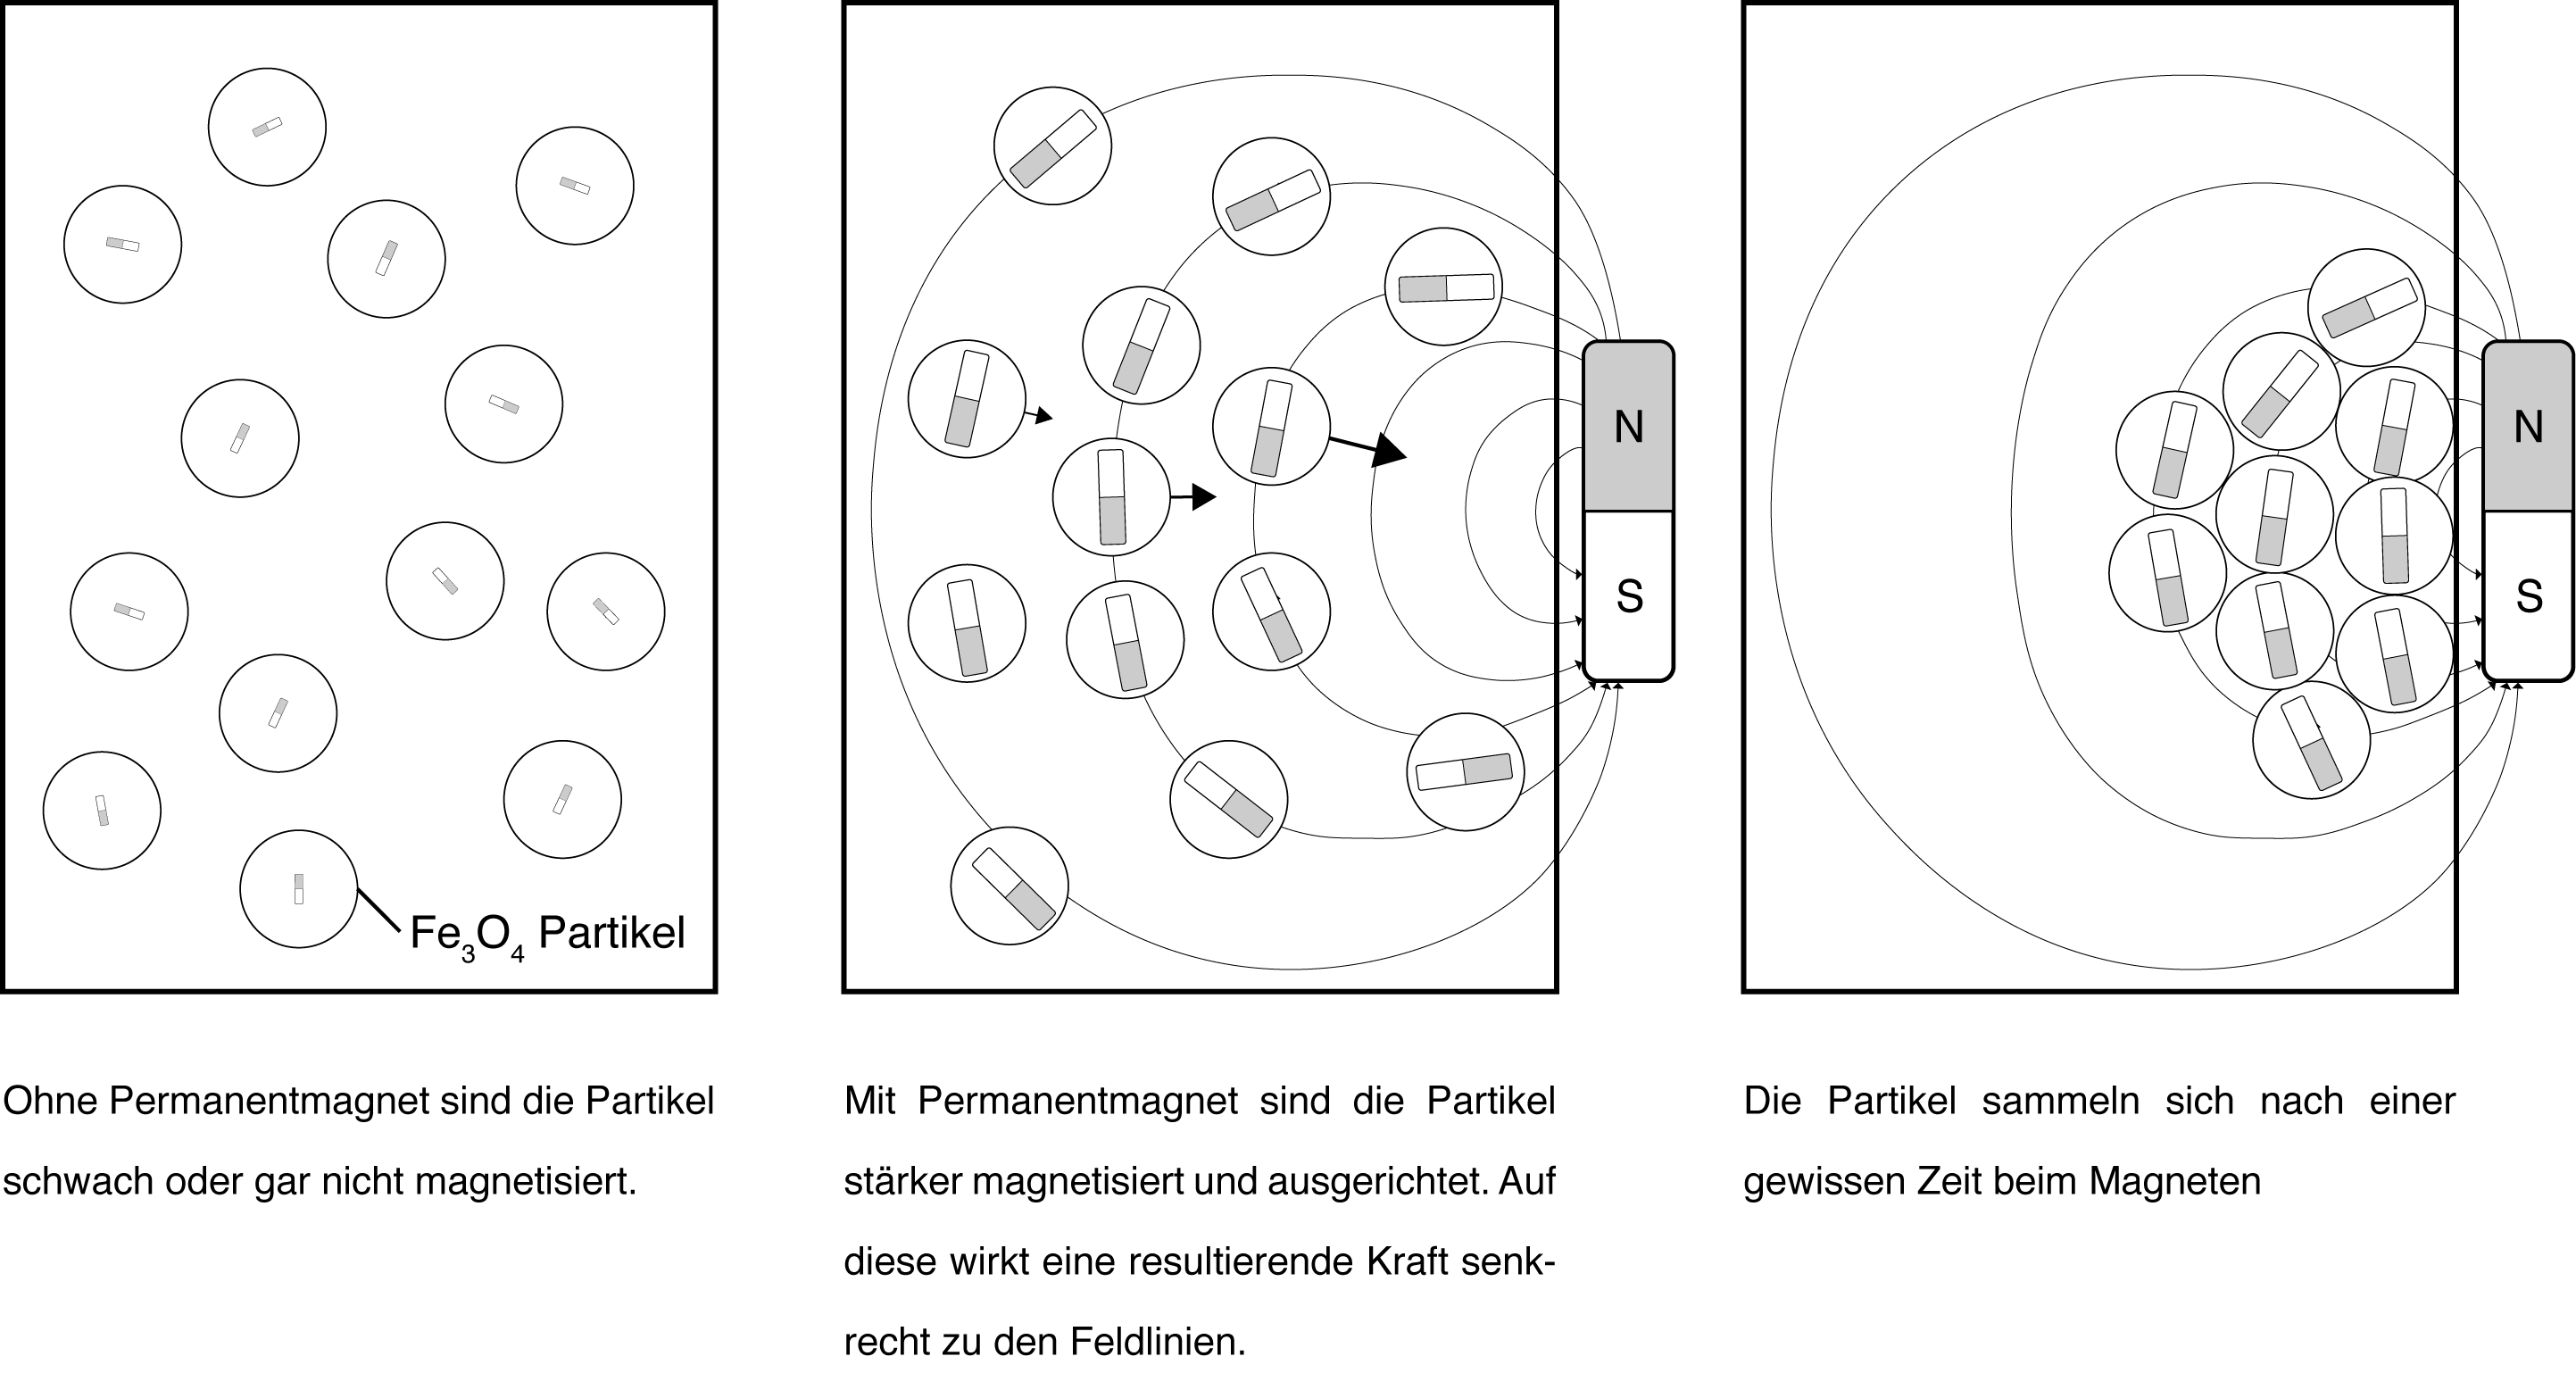 Fe₃O₄ Partikel
N
S
N
S
Ohne Permanentmagnet sind die Partikel
schwach oder gar nicht magnetisiert.
Mit Permanentmagnet sind die Partikel
stärker magnetisiert und ausgerichtet. Auf
diese wirkt eine resultierende Kraft senk-
recht zu den Feldlinien.
Die Partikel sammeln sich nach einer
gewissen Zeit beim Magneten